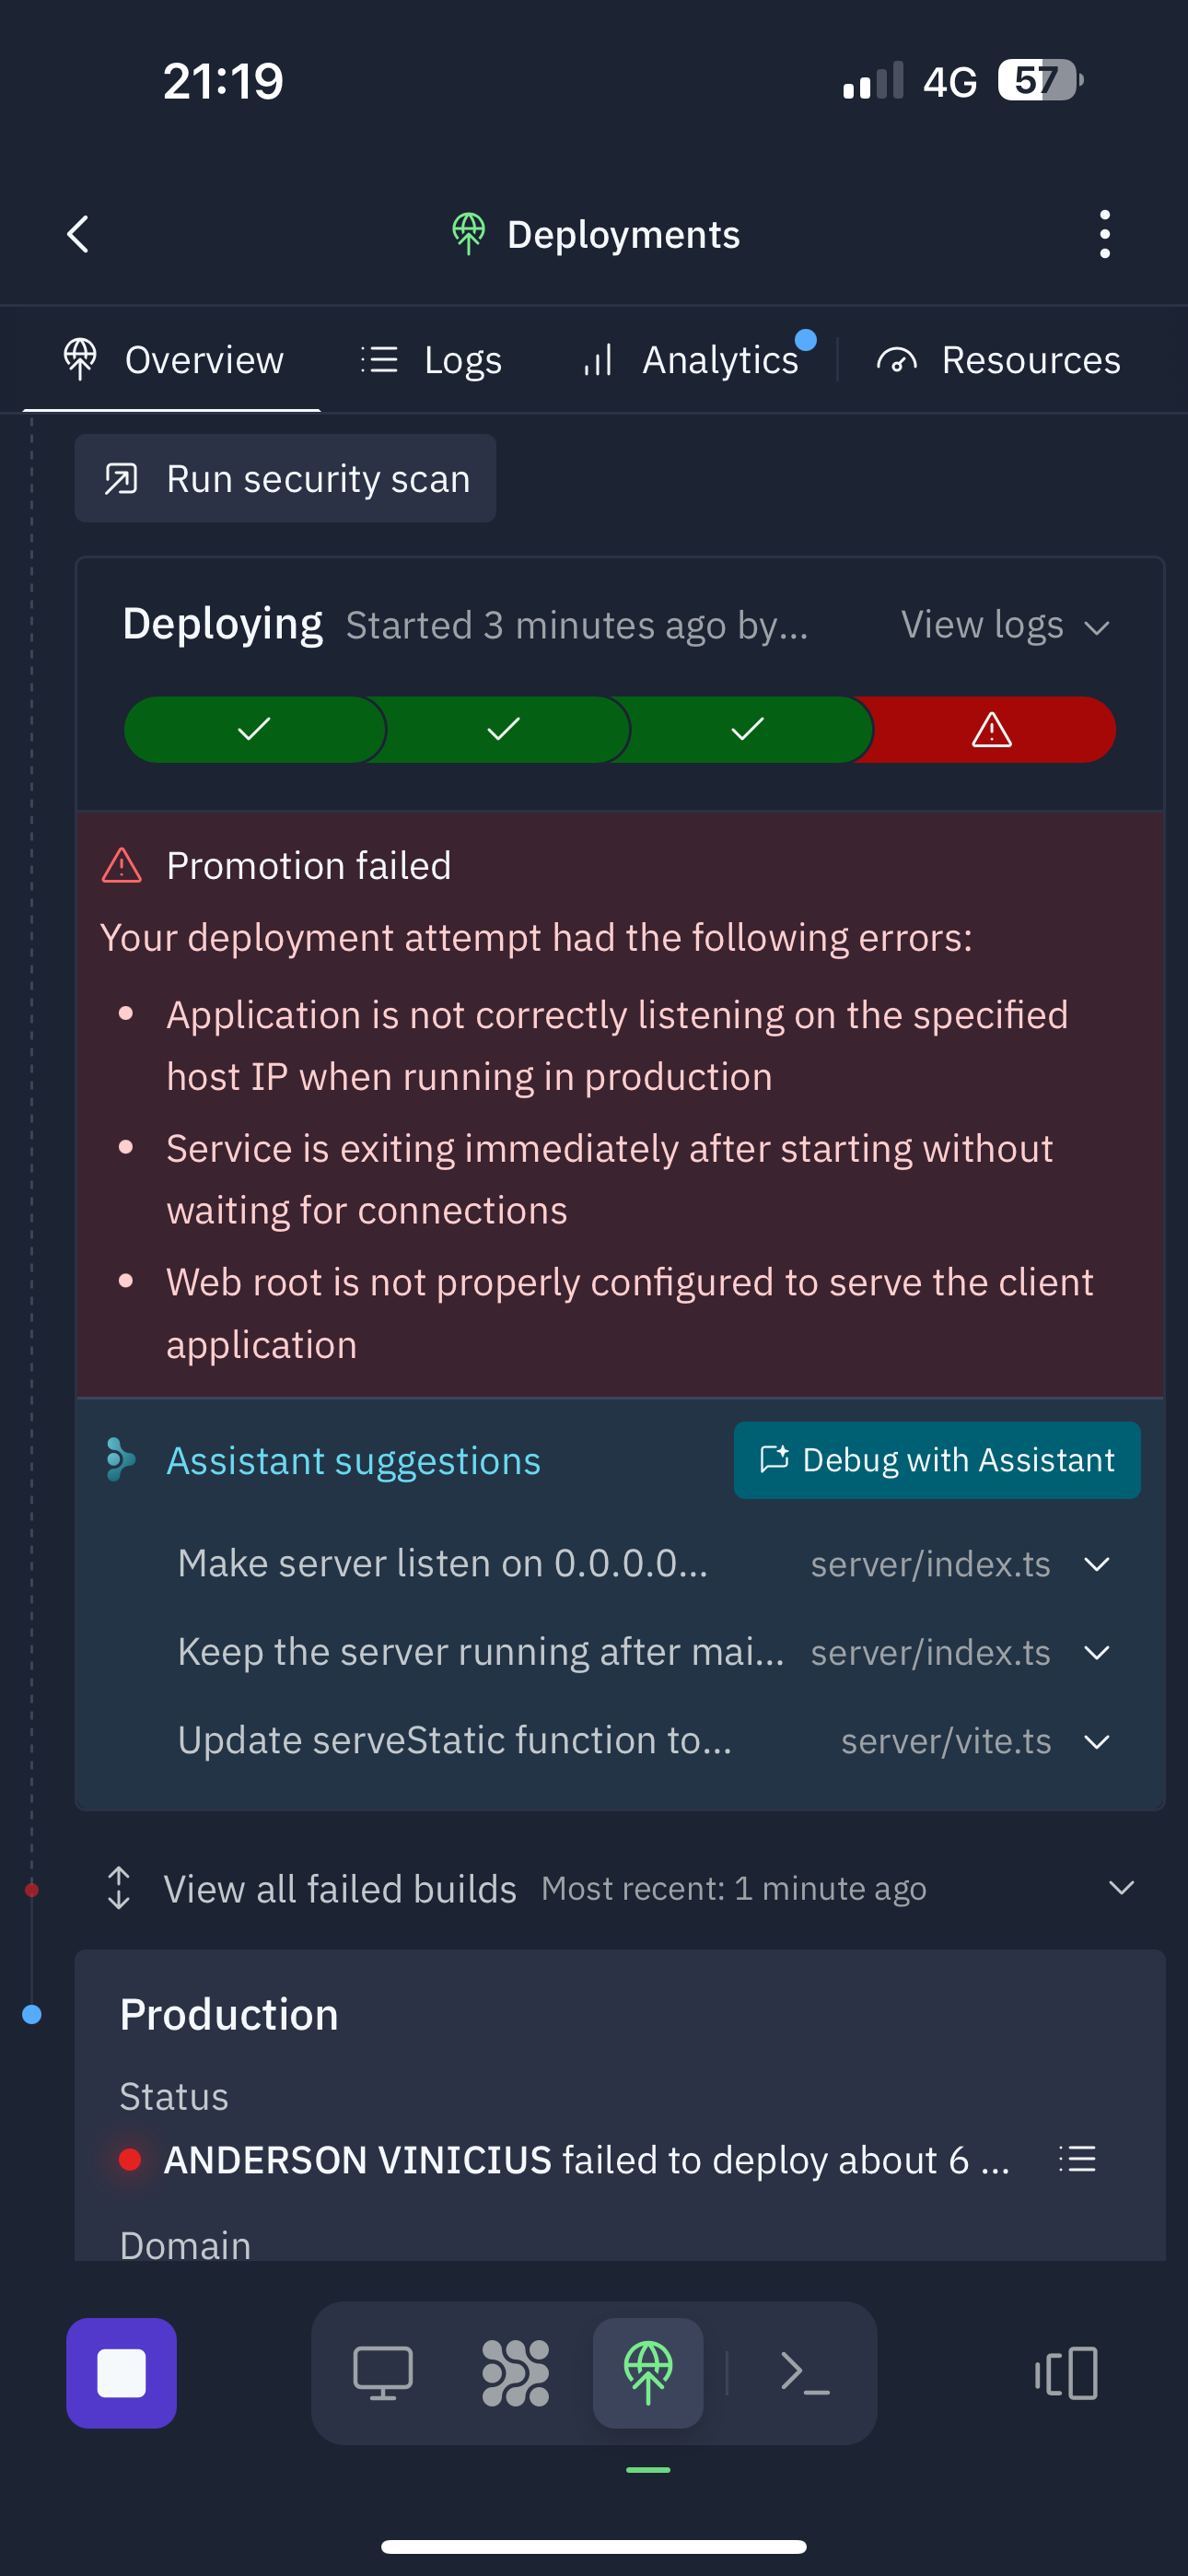 21:19
4G
57
Deployments
Overview
Logs
Analytics
Resources
Run security scan
Deploying Started 3 minutes ago by...
View logs
Promotion failed
Your deployment attempt had the following errors:
Application is not correctly listening on the specified
host IP when running in production
Service is exiting immediately after starting without
waiting for connections
Web root is not properly configured to serve the client
application
Assistant suggestions
Debug with Assistant
Make server listen on 0.0.0.0... server/index.ts
Keep the server running after mai... server/index.ts
Update serveStatic function to... server/vite.ts
View all failed builds Most recent: 1 minute ago
Production
Status
ANDERSON VINICIUS failed to deploy about 6 ...
Domain